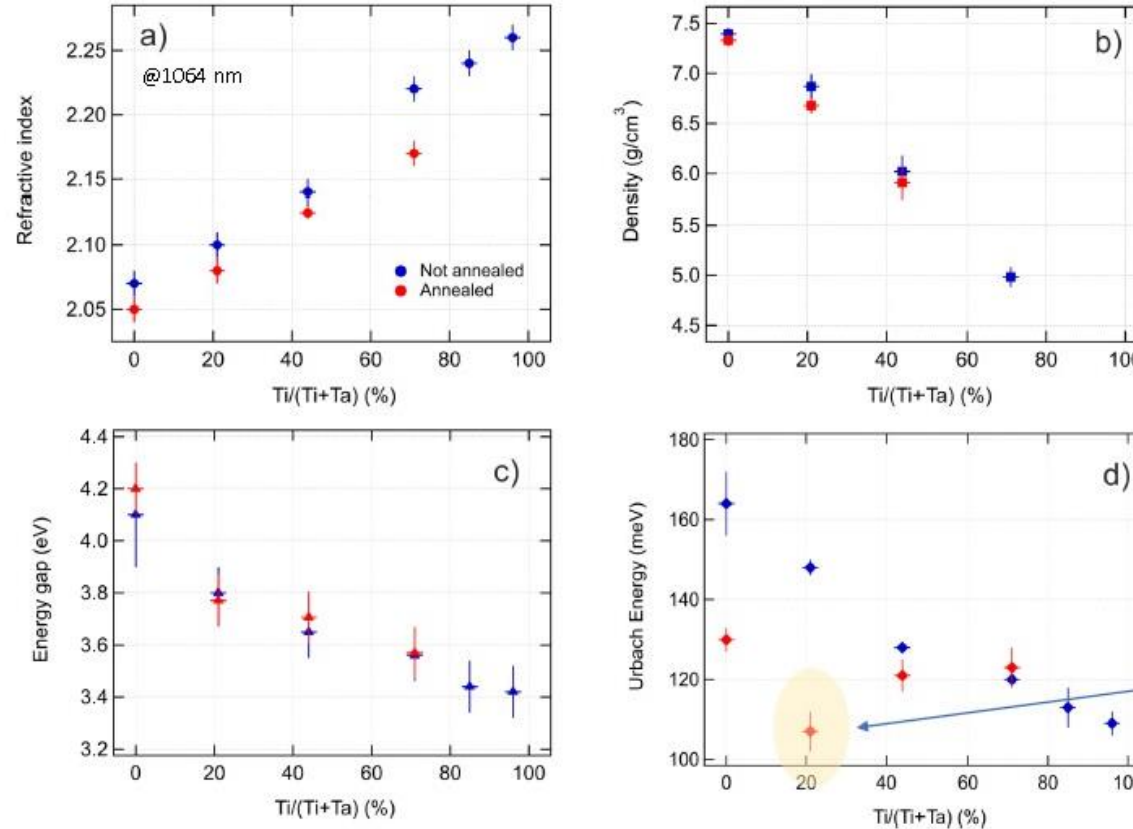 a)
@1064 nm
Refractive index
2.25
2.20
2.15
2.10
2.05
Not annealed
Annealed
0 20 40 60 80 100
Ti/(Ti+Ta) (%)
b)
Density (g/cm³)
7.5
7.0
6.5
6.0
5.5
5.0
4.5
0 20 40 60 80
Ti/(Ti+Ta) (%)
c)
Energy gap (eV)
4.4
4.2
4.0
3.8
3.6
3.4
3.2
0 20 40 60 80 100
Ti/(Ti+Ta) (%)
d)
Urbach Energy (meV)
180
160
140
120
100
0 20 40 60 80
Ti/(Ti+Ta) (%)